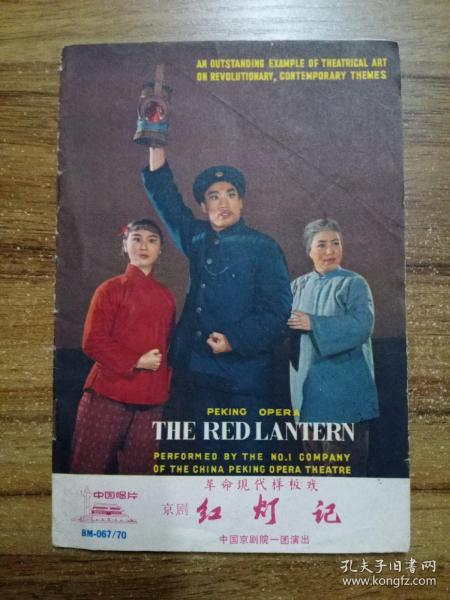 AN OUTSTANDING EXAMPLE OF THEATRICAL ART
ON REVOLUTIONARY, CONTEMPORARY THEMES
PEKING OPERA
THE RED LANTERN
PERFORMED BY THE NO.1 COMPANY
OF THE CHINA PEKING OPERA THEATRE
革命现代样板戏
中国唱片
京剧 红灯记
BM-067/70
中国京剧院一团演出
孔夫子旧书网
www.kongfz.com